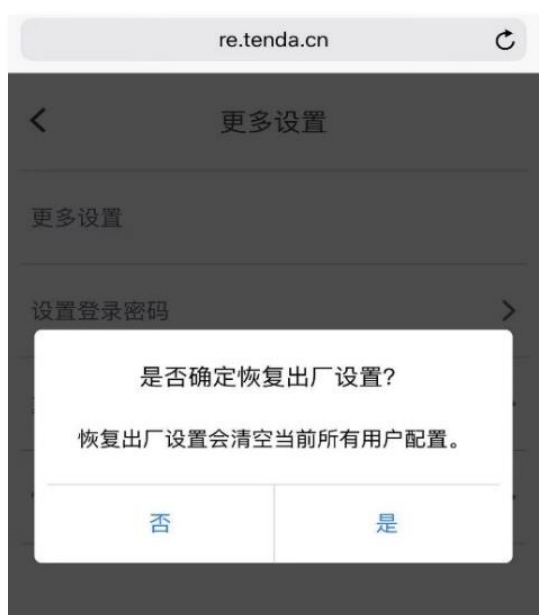 re.tenda.cn
更多设置
更多设置
设置登录密码
是否确定恢复出厂设置?
恢复出厂设置会清空当前所有用户配置。
否
是